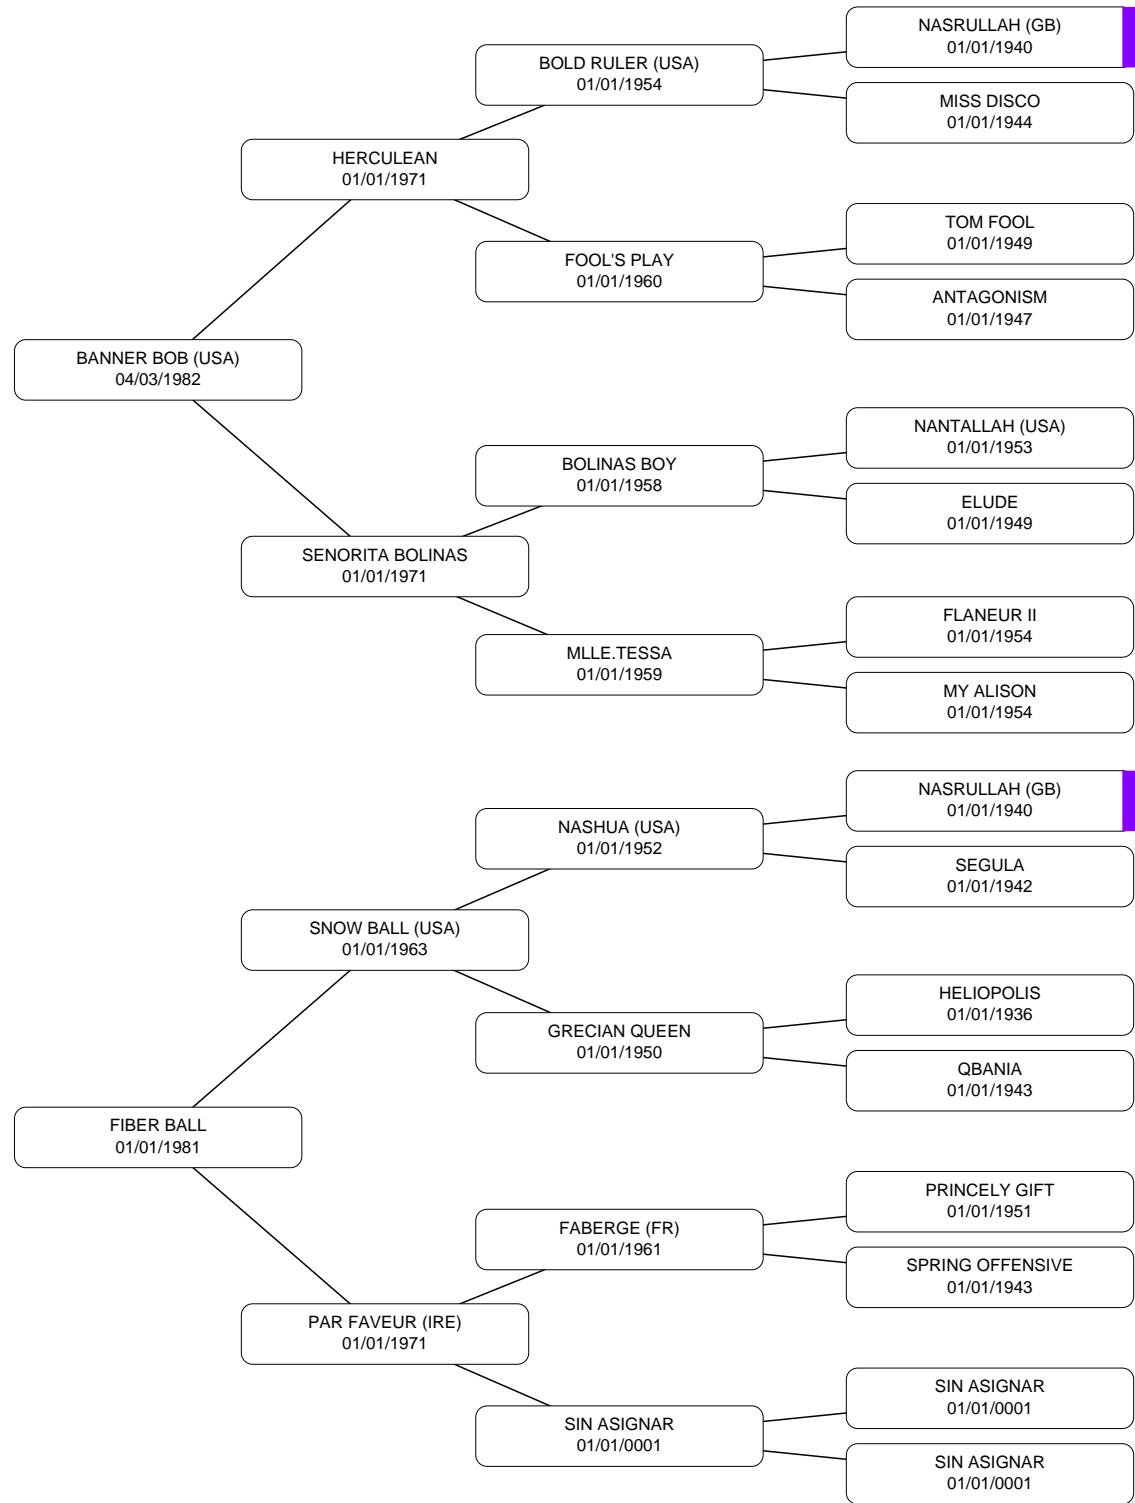 NASRULLAH (GB)
01/01/1940
BOLD RULER (USA)
01/01/1954
MISS DISCO
01/01/1944
HERCULEAN
01/01/1971
TOM FOOL
01/01/1949
FOOL'S PLAY
01/01/1960
ANTAGONISM
01/01/1947
BANNER BOB (USA)
04/03/1982
NANTALLAH (USA)
01/01/1953
BOLINAS BOY
01/01/1958
ELUDE
01/01/1949
SENORITA BOLINAS
01/01/1971
FLANEUR II
01/01/1954
MLLE.TESSA
01/01/1959
MY ALISON
01/01/1954
NASRULLAH (GB)
01/01/1940
NASHUA (USA)
01/01/1952
SEGULA
01/01/1942
SNOW BALL (USA)
01/01/1963
HELIOPOLIS
01/01/1936
GRECIAN QUEEN
01/01/1950
QBANIA
01/01/1943
FIBER BALL
01/01/1981
PRINCELY GIFT
01/01/1951
FABERGE (FR)
01/01/1961
SPRING OFFENSIVE
01/01/1943
PAR FAVEUR (IRE)
01/01/1971
SIN ASIGNAR
01/01/0001
SIN ASIGNAR
01/01/0001
SIN ASIGNAR
01/01/0001